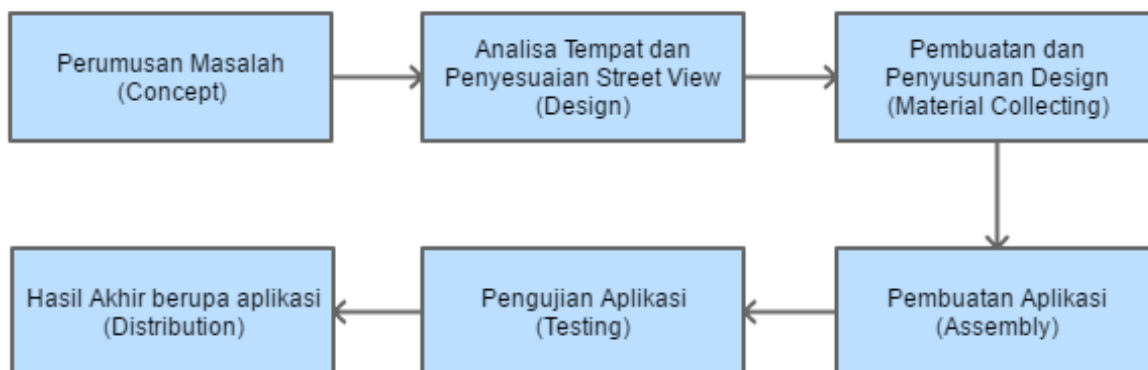 Perumusan Masalah
(Concept)
Analisa Tempat dan
Penyesuaian Street View
(Design)
Pembuatan dan
Penyusunan Design
(Material Collecting)
Pembuatan Aplikasi
(Assembly)
Pengujian Aplikasi
(Testing)
Hasil Akhir berupa aplikasi
(Distribution)